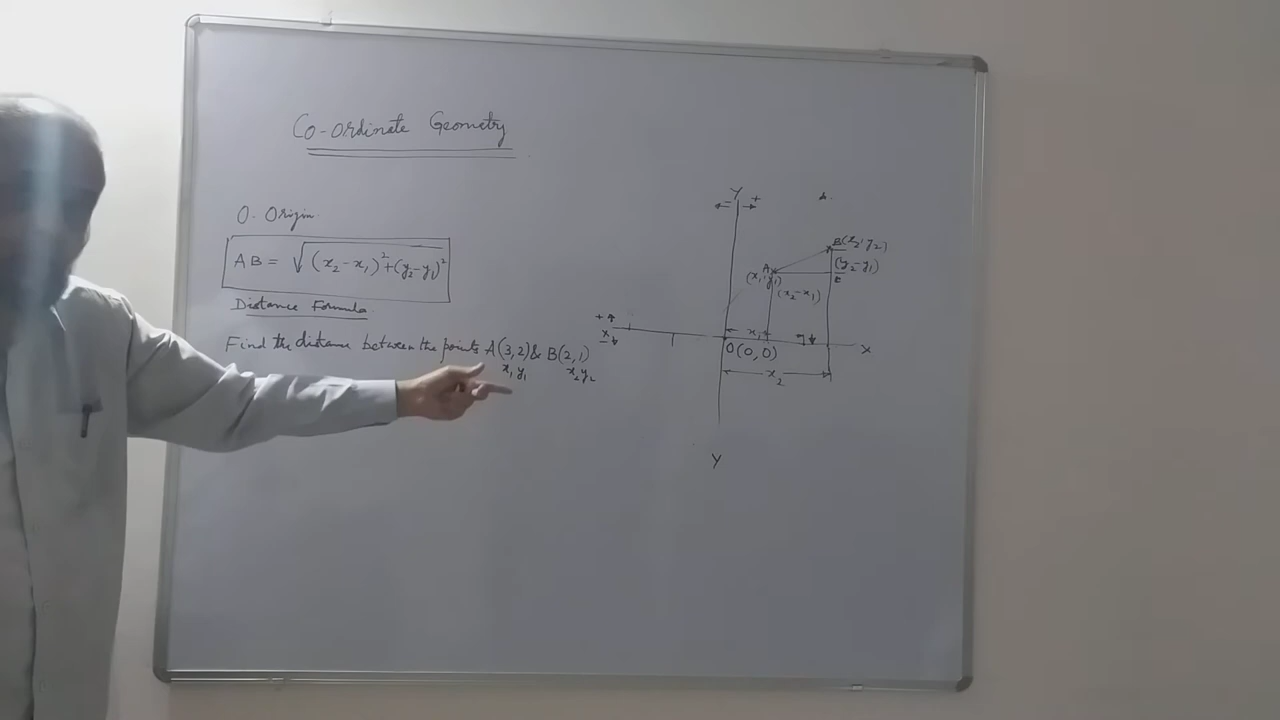 Co-ordinate Geometry
O. Origin.
AB = √(x₂-x₁)²+(y₂-y₁)²
Distance Formula
Find the distance between the points A(3,2) & B(2,1)
x₁ y₁ x₂ y₂
Y
- +
B(x₂, y₂)
(y₂-y₁)
A
(x₁, y₁)
E
(x₂-x₁)
+
X
-
x₁
O(0,0)
X
x₂
Y